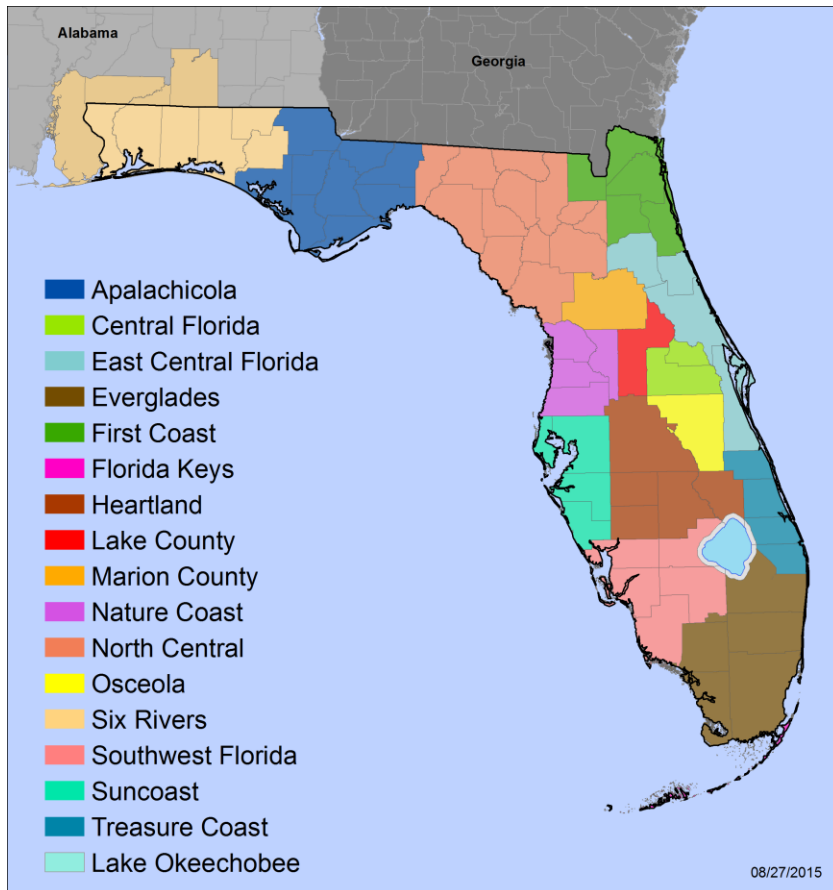 Alabama
Georgia
Apalachicola
Central Florida
East Central Florida
Everglades
First Coast
Florida Keys
Heartland
Lake County
Marion County
Nature Coast
North Central
Osceola
Six Rivers
Southwest Florida
Suncoast
Treasure Coast
Lake Okeechobee
08/27/2015